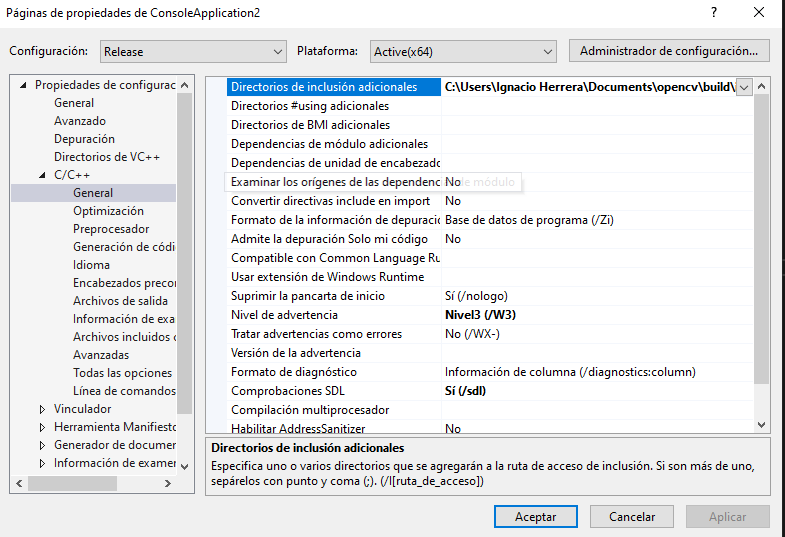 Páginas de propiedades de ConsoleApplication2
Configuración: Release Plataforma: Active(x64) Administrador de configuración...
Propiedades de configurac
General
Avanzado
Depuración
Directorios de VC++
C/C++
General
Optimización
Preprocesador
Generación de códi
Idioma
Encabezados precor
Archivos de salida
Información de exa
Archivos incluidos c
Avanzadas
Todas las opciones
Línea de comandos
Vinculador
Herramienta Manifiesto
Generador de documer
Información de examer
Directorios de inclusión adicionales C:\Users\Ignacio Herrera\Documents\opencv\build\
Directorios #using adicionales
Directorios de BMI adicionales
Dependencias de módulo adicionales
Dependencias de unidad de encabezado
Examinar los orígenes de las dependenc No de módulo
Convertir directivas include en import No
Formato de la información de depuració Base de datos de programa (/Zi)
Admite la depuración Solo mi código No
Compatible con Common Language Ru
Usar extensión de Windows Runtime
Suprimir la pancarta de inicio Sí (/nologo)
Nivel de advertencia Nivel3 (/W3)
Tratar advertencias como errores No (/WX-)
Versión de la advertencia
Formato de diagnóstico Información de columna (/diagnostics:column)
Comprobaciones SDL Sí (/sdl)
Compilación multiprocesador
Habilitar AddressSanitizer No
Directorios de inclusión adicionales
Especifica uno o varios directorios que se agregarán a la ruta de acceso de inclusión. Si son más de uno,
sepárelos con punto y coma (;). (/I[ruta_de_acceso])
Aceptar Cancelar Aplicar